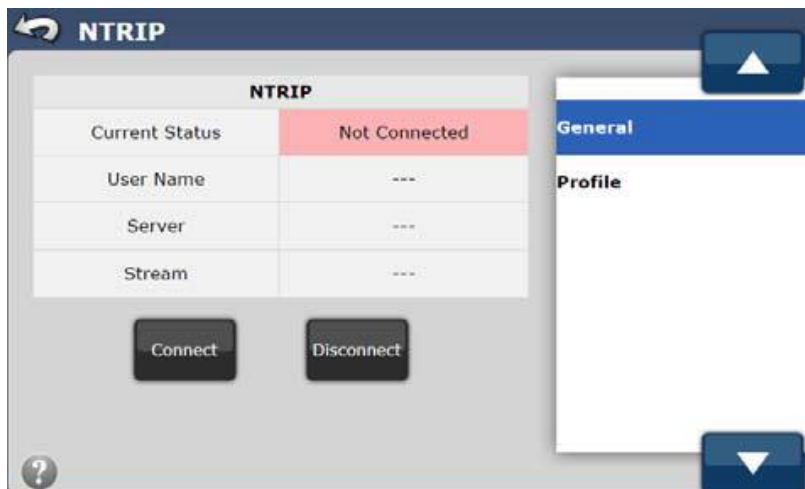 NTRIP
NTRIP
Current Status Not Connected
User Name ---
Server ---
Stream ---
Connect Disconnect
General
Profile
?